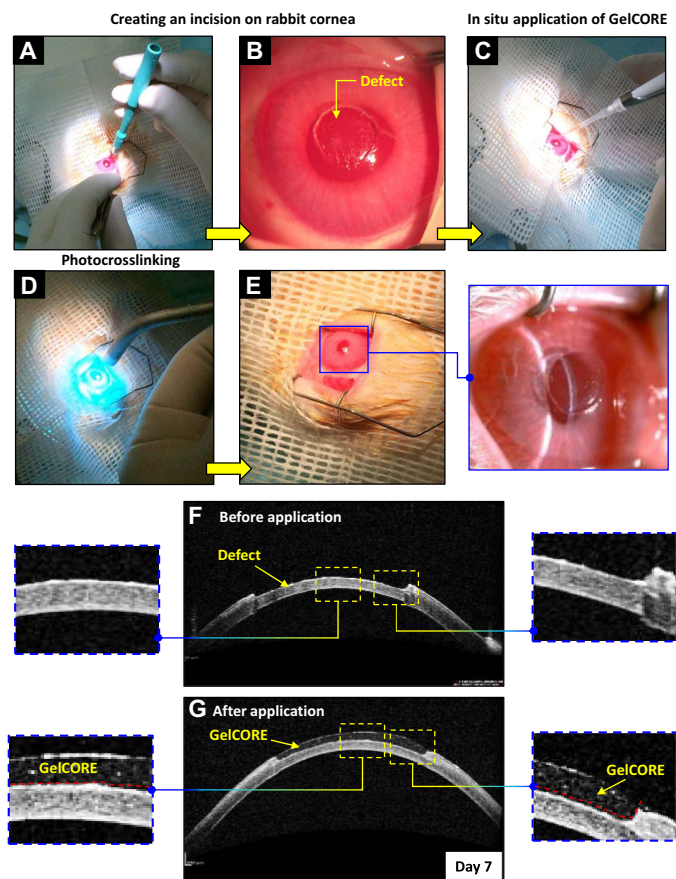 Creating an incision on rabbit cornea
In situ application of GelCORE
A
B
C
Defect
Photocrosslinking
D
E
F
Before application
Defect
G
After application
GelCORE
GelCORE
GelCORE
Day 7